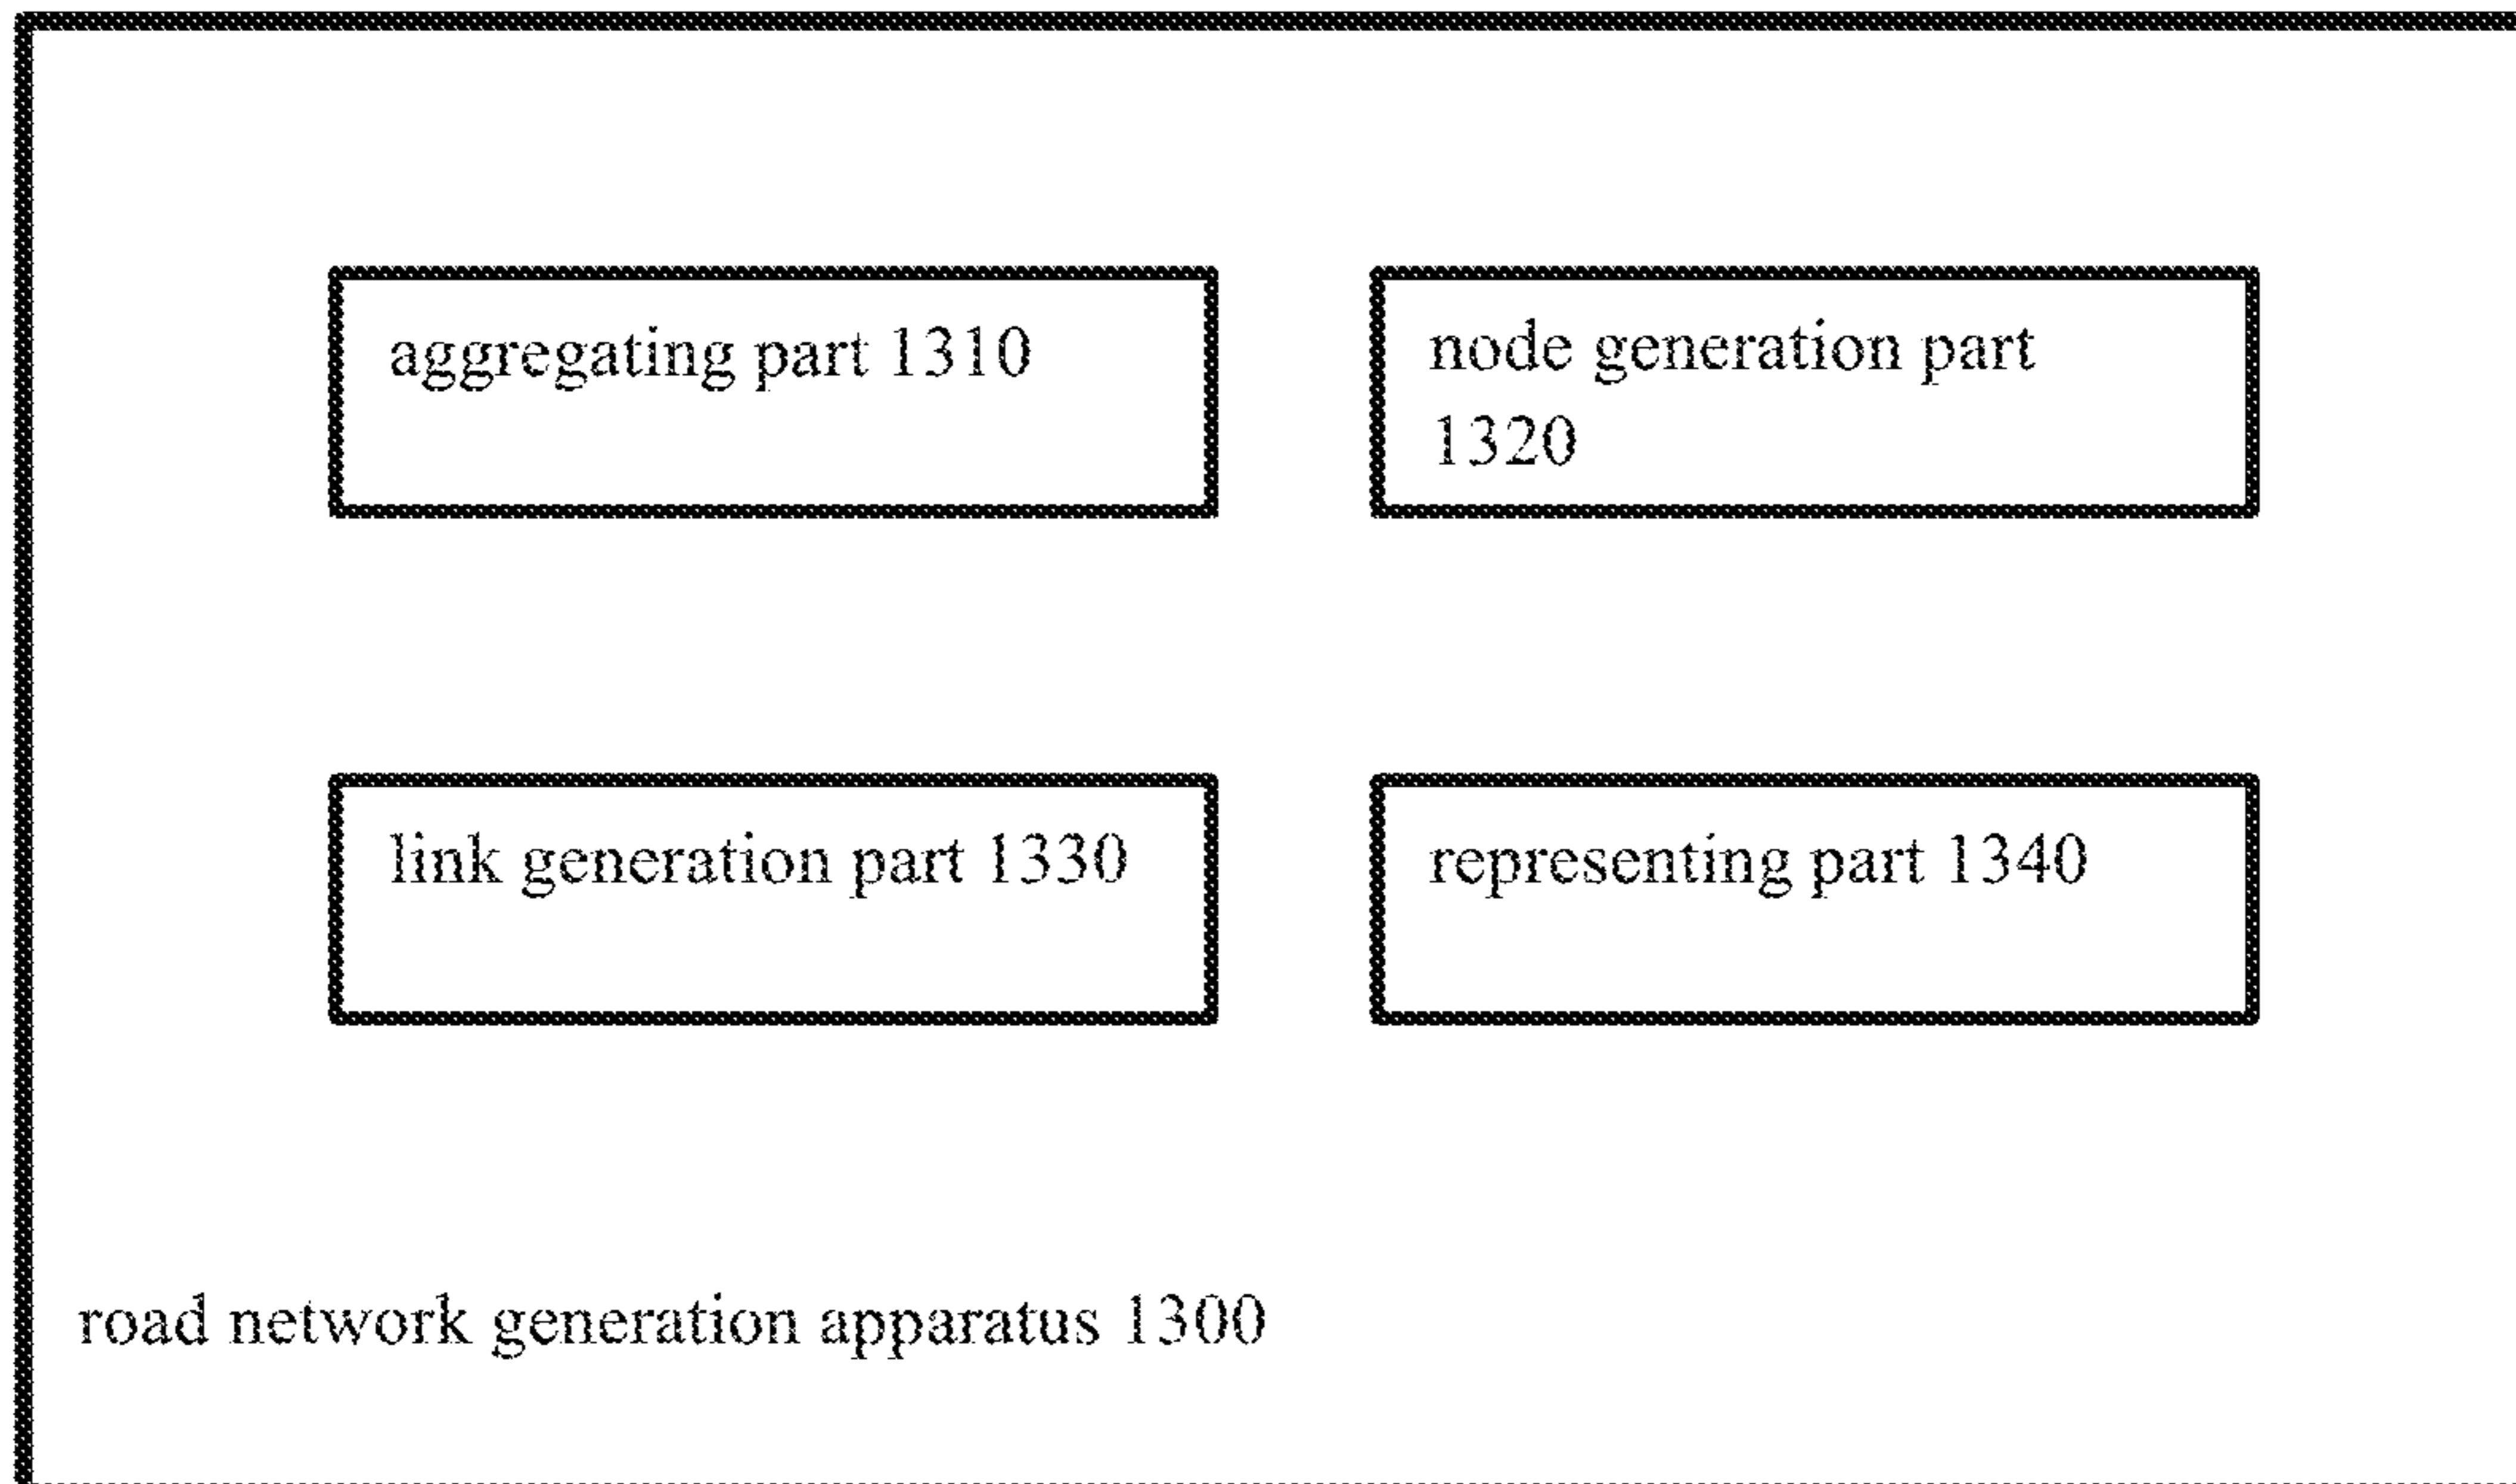 aggregating part 1310
node generation part
1320
link generation part 1330
representing part 1340
road network generation apparatus 1300